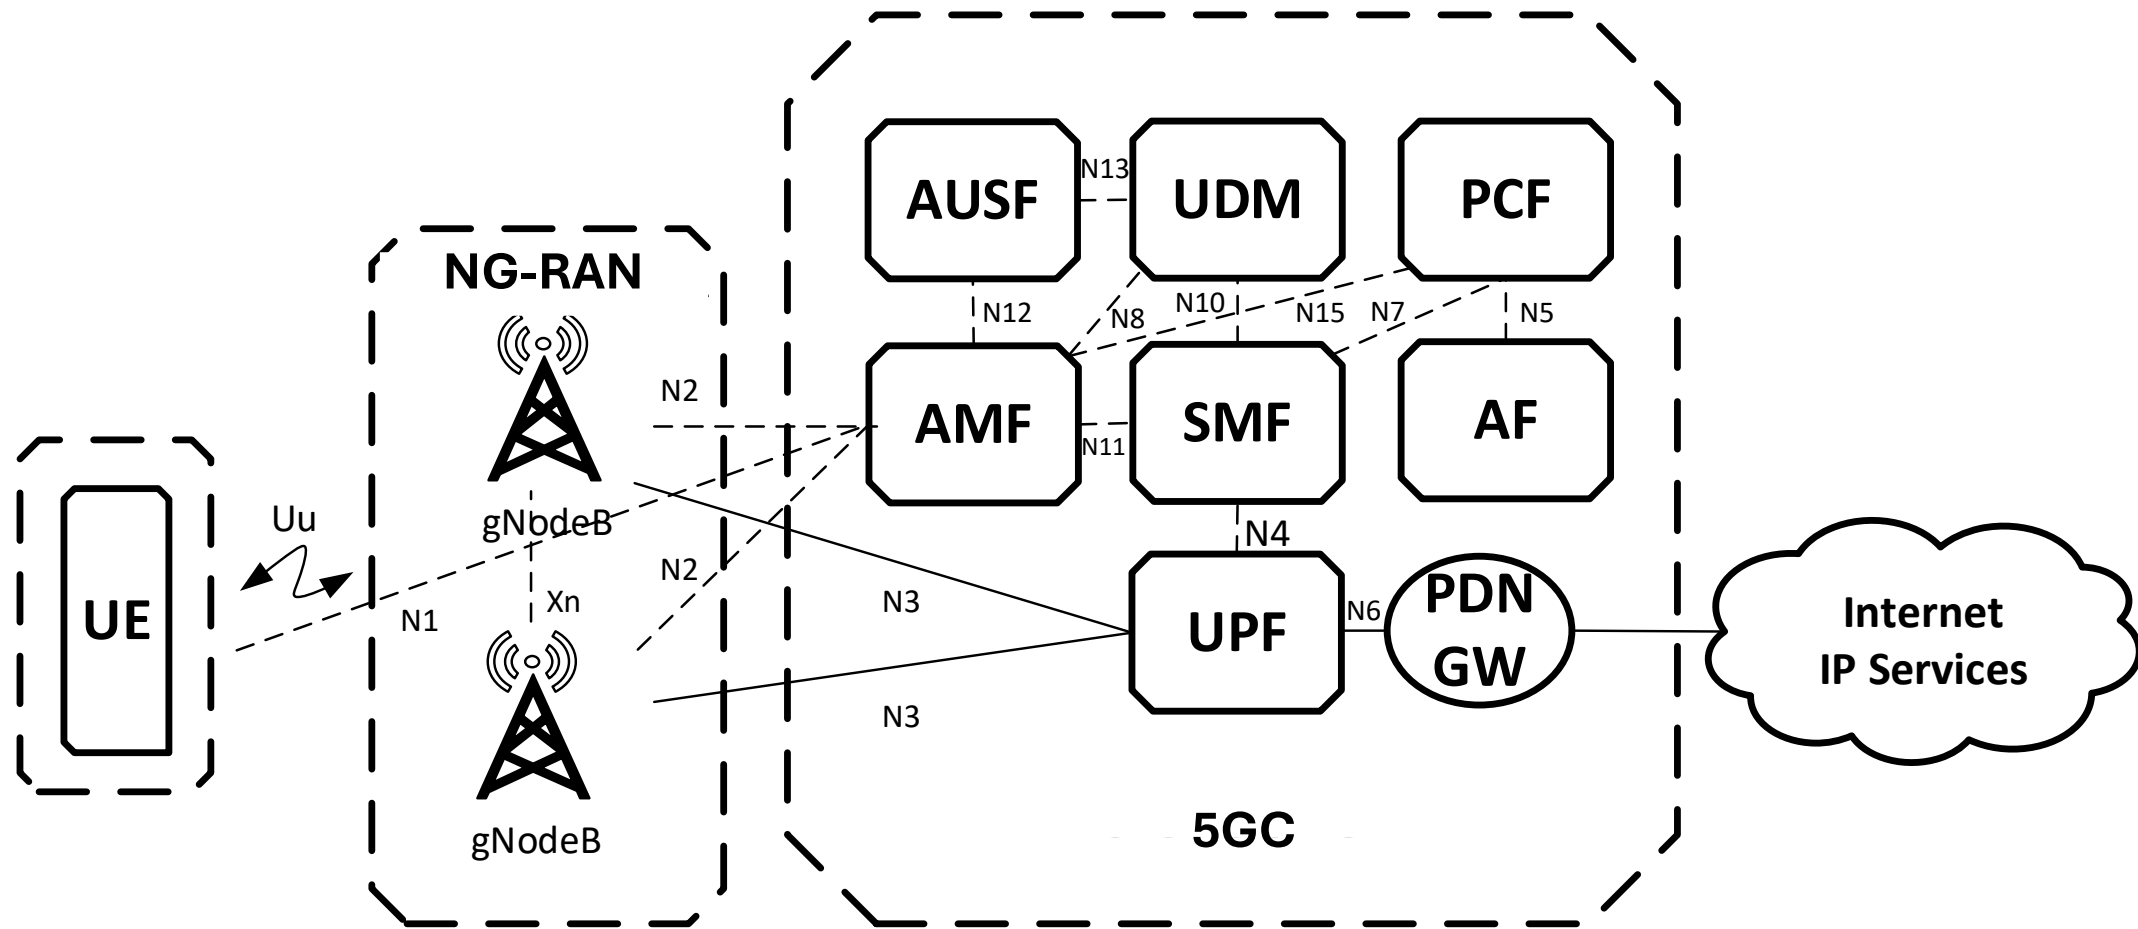 AUSF
N13
UDM
PCF
NG-RAN
N12
N8
N10
N15
N7
N5
N2
AMF
N11
SMF
AF
Uu
gNodeB
N4
N2
Xn
N3
N1
UE
UPF
N6
PDN
GW
Internet
IP Services
N3
gNodeB
5GC